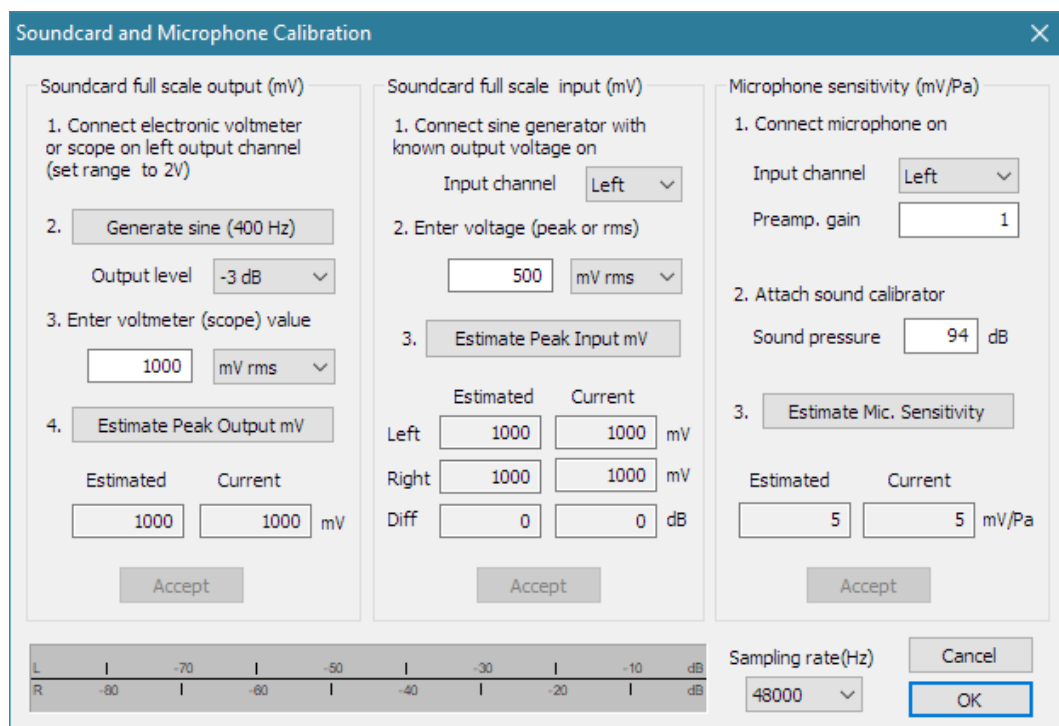 Soundcard and Microphone Calibration
Soundcard full scale output (mV)
1. Connect electronic voltmeter
or scope on left output channel
(set range to 2V)
2. Generate sine (400 Hz)
Output level -3 dB
3. Enter voltmeter (scope) value
1000 mV rms
4. Estimate Peak Output mV
Estimated Current
1000 1000 mV
Accept
Soundcard full scale input (mV)
1. Connect sine generator with
known output voltage on
Input channel Left
2. Enter voltage (peak or rms)
500 mV rms
3. Estimate Peak Input mV
Estimated Current
Left 1000 1000 mV
Right 1000 1000 mV
Diff 0 0 dB
Accept
Microphone sensitivity (mV/Pa)
1. Connect microphone on
Input channel Left
Preamp. gain 1
2. Attach sound calibrator
Sound pressure 94 dB
3. Estimate Mic. Sensitivity
Estimated Current
5 5 mV/Pa
Accept
L -70 -50 -30 -10 dB
R -80 -60 -40 -20 dB
Sampling rate(Hz)
48000
Cancel
OK